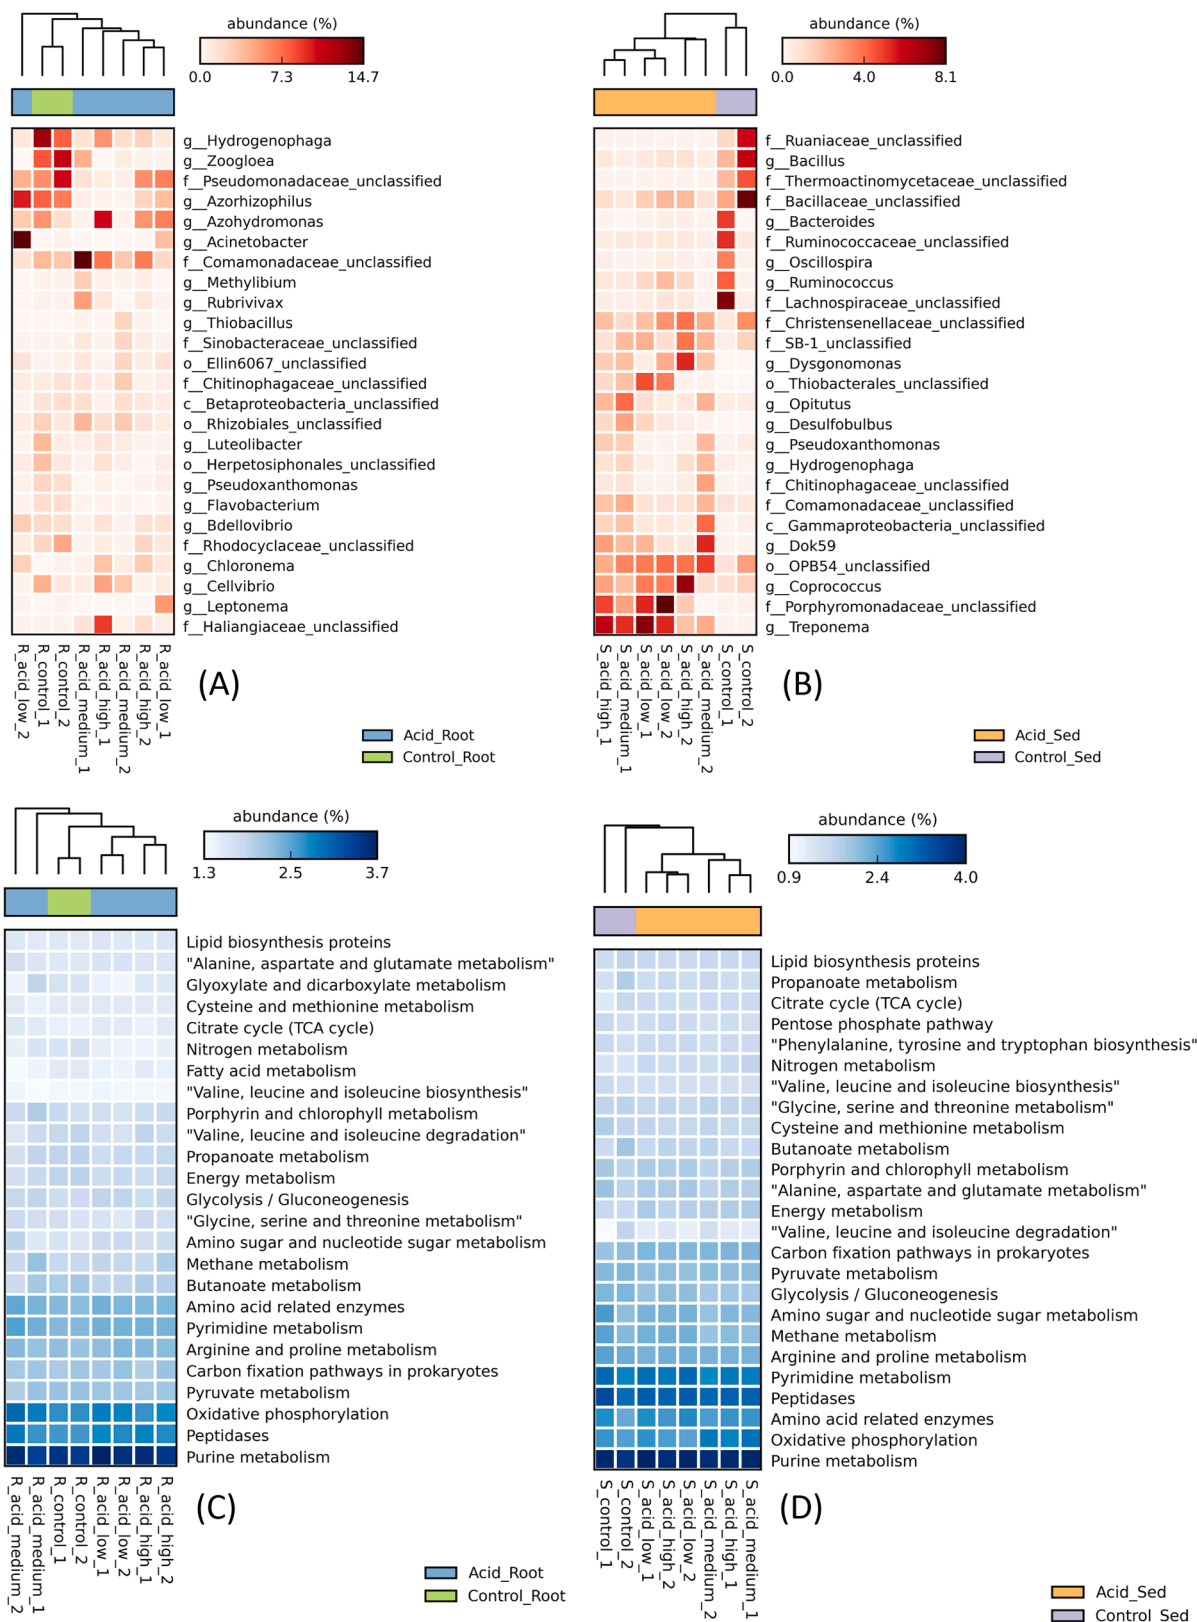 abundance (%)
0.0 7.3 14.7
g__Hydrogenophaga
g__Zoogloea
f__Pseudomonadaceae_unclassified
g__Azorhizophilus
g__Azohydromonas
g__Acinetobacter
f__Comamonadaceae_unclassified
g__Methylibium
g__Rubrivivax
g__Thiobacillus
f__Sinobacteraceae_unclassified
o__Ellin6067_unclassified
f__Chitinophagaceae_unclassified
c__Betaproteobacteria_unclassified
o__Rhizobiales_unclassified
g__Luteolibacter
o__Herpetosiphonales_unclassified
g__Pseudoxanthomonas
g__Flavobacterium
g__Bdellovibrio
f__Rhodocyclaceae_unclassified
g__Chloronema
g__Cellvibrio
g__Leptonema
f__Haliangiaceae_unclassified
R_acid_low_2
R_control_1
R_control_2
R_acid_medium_1
R_acid_high_1
R_acid_medium_2
R_acid_high_2
R_acid_low_1
(A)
Acid_Root
Control_Root
abundance (%)
0.0 4.0 8.1
f__Ruaniaceae_unclassified
g__Bacillus
f__Thermoactinomycetaceae_unclassified
f__Bacillaceae_unclassified
g__Bacteroides
f__Ruminococcaceae_unclassified
g__Oscillospira
g__Ruminococcus
f__Lachnospiraceae_unclassified
f__Christensenellaceae_unclassified
f__SB-1_unclassified
g__Dysgonomonas
o__Thiobacterales_unclassified
g__Opitutus
g__Desulfobulbus
g__Pseudoxanthomonas
g__Hydrogenophaga
f__Chitinophagaceae_unclassified
f__Comamonadaceae_unclassified
c__Gammaproteobacteria_unclassified
g__Dok59
o__OPB54_unclassified
g__Coprococcus
f__Porphyromonadaceae_unclassified
g__Treponema
S_acid_high_1
S_acid_medium_1
S_acid_low_1
S_acid_low_2
S_acid_high_2
S_acid_medium_2
S_control_1
S_control_2
(B)
Acid_Sed
Control_Sed
abundance (%)
1.3 2.5 3.7
Lipid biosynthesis proteins
"Alanine, aspartate and glutamate metabolism"
Glyoxylate and dicarboxylate metabolism
Cysteine and methionine metabolism
Citrate cycle (TCA cycle)
Nitrogen metabolism
Fatty acid metabolism
"Valine, leucine and isoleucine biosynthesis"
Porphyrin and chlorophyll metabolism
"Valine, leucine and isoleucine degradation"
Propanoate metabolism
Energy metabolism
Glycolysis / Gluconeogenesis
"Glycine, serine and threonine metabolism"
Amino sugar and nucleotide sugar metabolism
Methane metabolism
Butanoate metabolism
Amino acid related enzymes
Pyrimidine metabolism
Arginine and proline metabolism
Carbon fixation pathways in prokaryotes
Pyruvate metabolism
Oxidative phosphorylation
Peptidases
Purine metabolism
R_acid_medium_2
R_acid_medium_1
R_control_1
R_control_2
R_acid_low_1
R_acid_low_2
R_acid_high_1
R_acid_high_2
(C)
Acid_Root
Control_Root
abundance (%)
0.9 2.4 4.0
Lipid biosynthesis proteins
Propanoate metabolism
Citrate cycle (TCA cycle)
Pentose phosphate pathway
"Phenylalanine, tyrosine and tryptophan biosynthesis"
Nitrogen metabolism
"Valine, leucine and isoleucine biosynthesis"
"Glycine, serine and threonine metabolism"
Cysteine and methionine metabolism
Butanoate metabolism
Porphyrin and chlorophyll metabolism
"Alanine, aspartate and glutamate metabolism"
Energy metabolism
"Valine, leucine and isoleucine degradation"
Carbon fixation pathways in prokaryotes
Pyruvate metabolism
Glycolysis / Gluconeogenesis
Amino sugar and nucleotide sugar metabolism
Methane metabolism
Arginine and proline metabolism
Pyrimidine metabolism
Peptidases
Amino acid related enzymes
Oxidative phosphorylation
Purine metabolism
S_control_1
S_control_2
S_acid_low_1
S_acid_high_2
S_acid_low_2
S_acid_medium_2
S_acid_high_1
S_acid_medium_1
(D)
Acid_Sed
Control_Sed